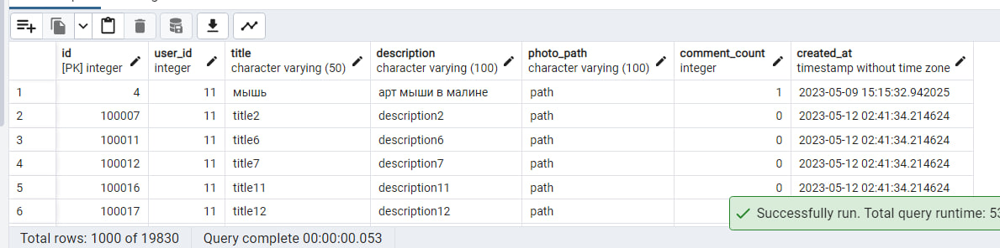 id user_id title description photo_path comment_count created_at
[PK] integer integer character varying (50) character varying (100) character varying (100) integer timestamp without time zone
1 4 11 мышь арт мыши в малине path 1 2023-05-09 15:15:32.942025
2 100007 11 title2 description2 path 0 2023-05-12 02:41:34.214624
3 100011 11 title6 description6 path 0 2023-05-12 02:41:34.214624
4 100012 11 title7 description7 path 0 2023-05-12 02:41:34.214624
5 100016 11 title11 description11 path 0 2023-05-12 02:41:34.214624
6 100017 11 title12 description12 path
Successfully run. Total query runtime: 53
Total rows: 1000 of 19830 Query complete 00:00:00.053